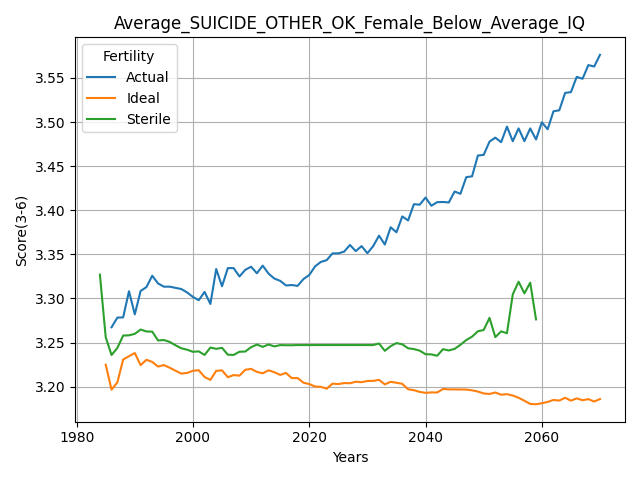 Average_SUICIDE_OTHER_OK_Female_Below_Average_IQ
Fertility
Actual
Ideal
Sterile
Score(3-6)
3.55
3.50
3.45
3.40
3.35
3.30
3.25
3.20
1980
2000
2020
2040
2060
Years